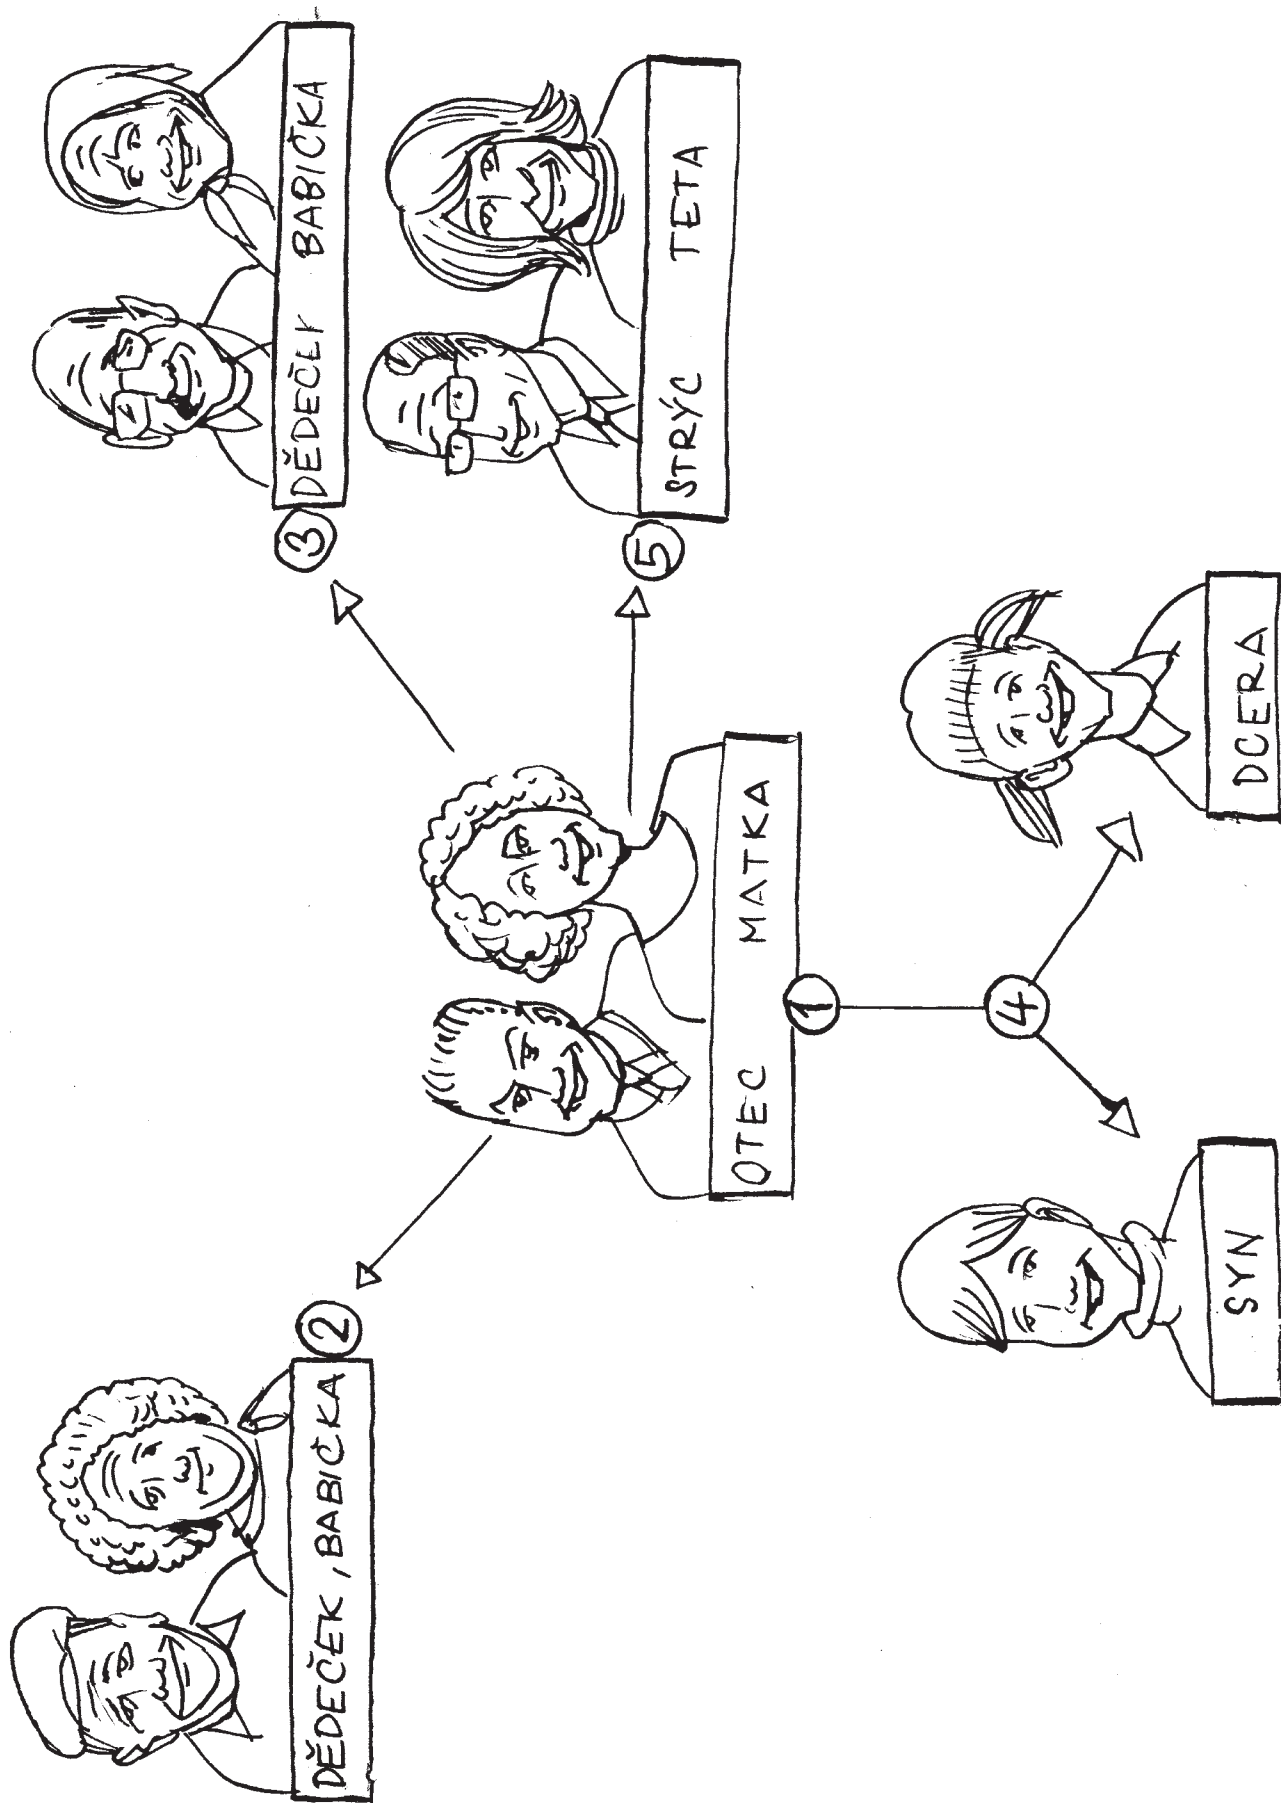 DĚDEČEK, BABIČKA
2
3
DĚDEČEK BABIČKA
OTEC MATKA
1
5
STRÝC TETA
4
SYN
DCERA